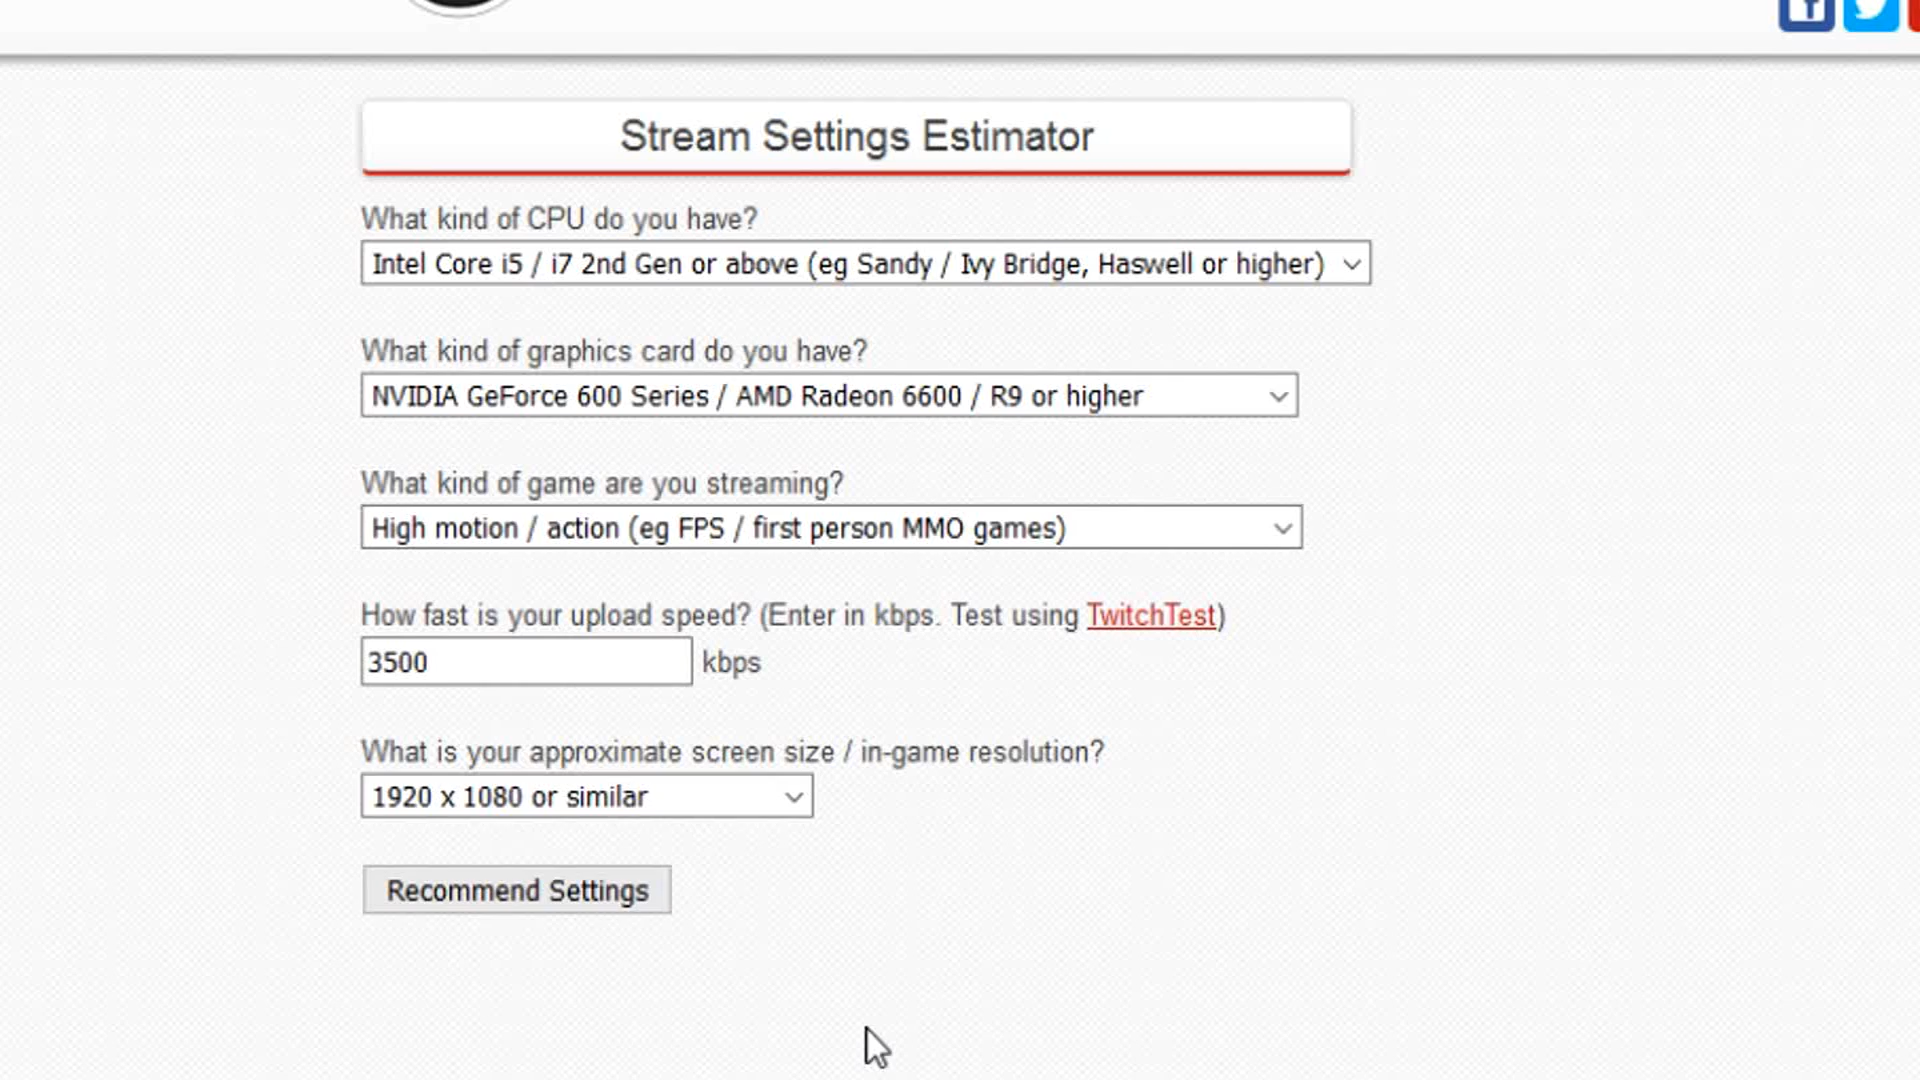 Stream Settings Estimator
What kind of CPU do you have?
Intel Core i5 / i7 2nd Gen or above (eg Sandy / Ivy Bridge, Haswell or higher)
What kind of graphics card do you have?
NVIDIA GeForce 600 Series / AMD Radeon 6600 / R9 or higher
What kind of game are you streaming?
High motion / action (eg FPS / first person MMO games)
How fast is your upload speed? (Enter in kbps. Test using TwitchTest)
3500 kbps
What is your approximate screen size / in-game resolution?
1920 x 1080 or similar
Recommend Settings